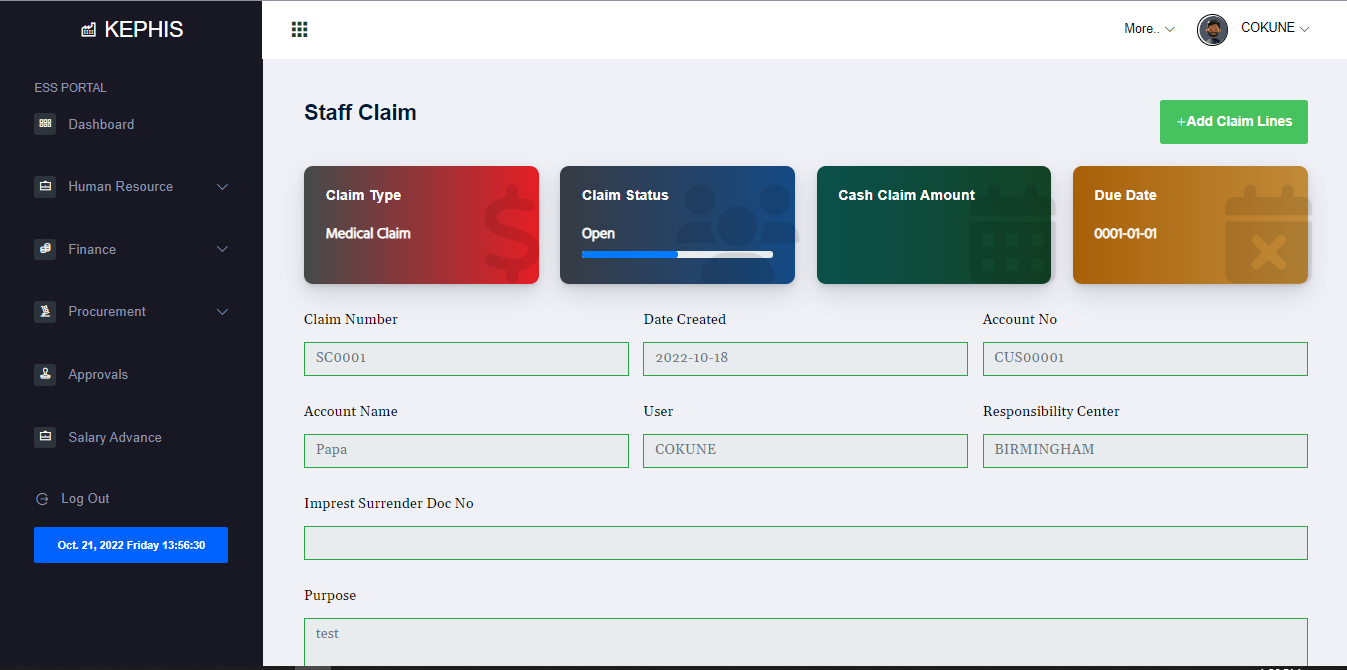 KEPHIS
More..
COKUNE
ESS PORTAL
Dashboard
Human Resource
Finance
Procurement
Approvals
Salary Advance
Log Out
Oct. 21, 2022 Friday 13:56:30
Staff Claim
+Add Claim Lines
Claim Type
Medical Claim
Claim Status
Open
Cash Claim Amount
Due Date
0001-01-01
Claim Number
Date Created
Account No
SC0001
2022-10-18
CUS00001
Account Name
User
Responsibility Center
Papa
COKUNE
BIRMINGHAM
Imprest Surrender Doc No
Purpose
test